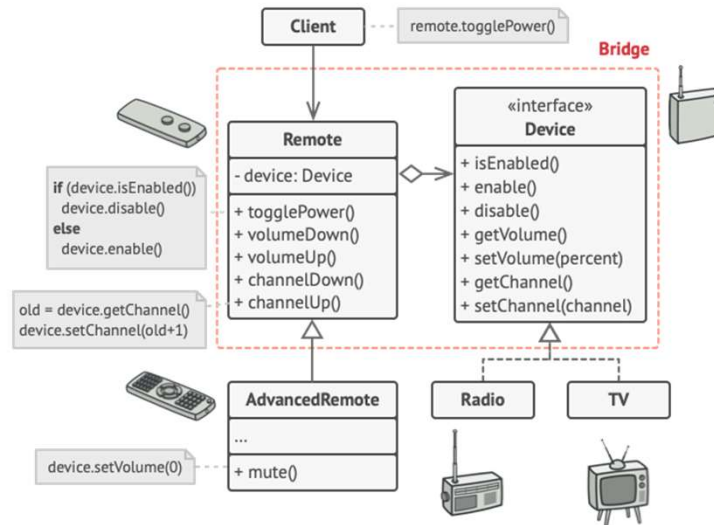 Client
remote.togglePower()
Bridge
Remote
- device: Device
+ togglePower()
+ volumeDown()
+ volumeUp()
+ channelDown()
+ channelUp()
«interface»
Device
+ isEnabled()
+ enable()
+ disable()
+ getVolume()
+ setVolume(percent)
+ getChannel()
+ setChannel(channel)
if (device.isEnabled())
device.disable()
else
device.enable()
old = device.getChannel()
device.setChannel(old+1)
AdvancedRemote
...
+ mute()
device.setVolume(0)
Radio
TV